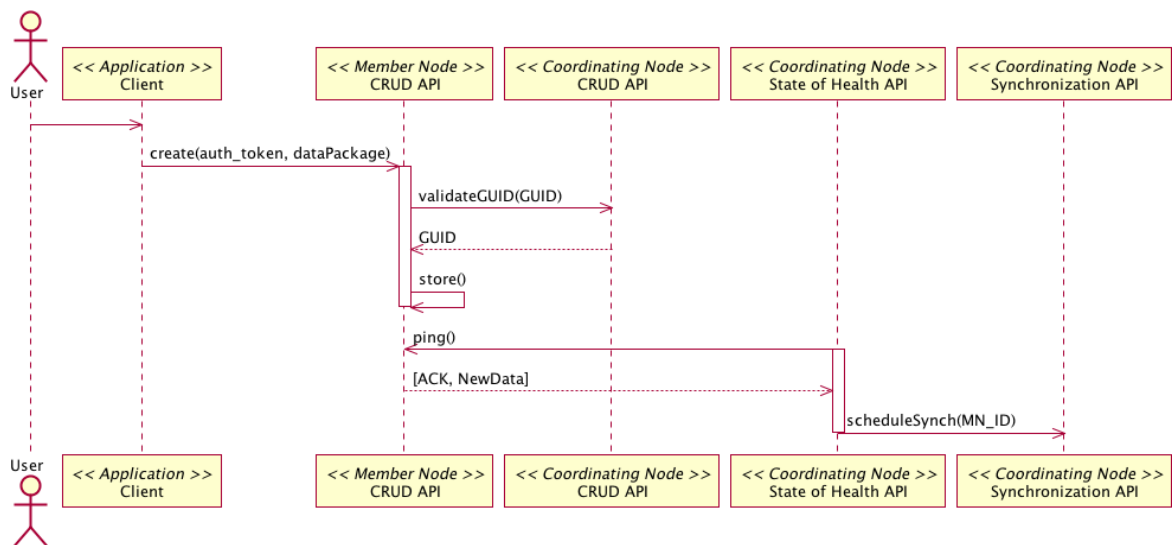 << Application >>
Client
<< Member Node >>
CRUD API
<< Coordinating Node >>
CRUD API
<< Coordinating Node >>
State of Health API
<< Coordinating Node >>
Synchronization API
User
create(auth_token, dataPackage)
validateGUID(GUID)
GUID
store()
ping()
[ACK, NewData]
scheduleSynch(MN_ID)
User
<< Application >>
Client
<< Member Node >>
CRUD API
<< Coordinating Node >>
CRUD API
<< Coordinating Node >>
State of Health API
<< Coordinating Node >>
Synchronization API